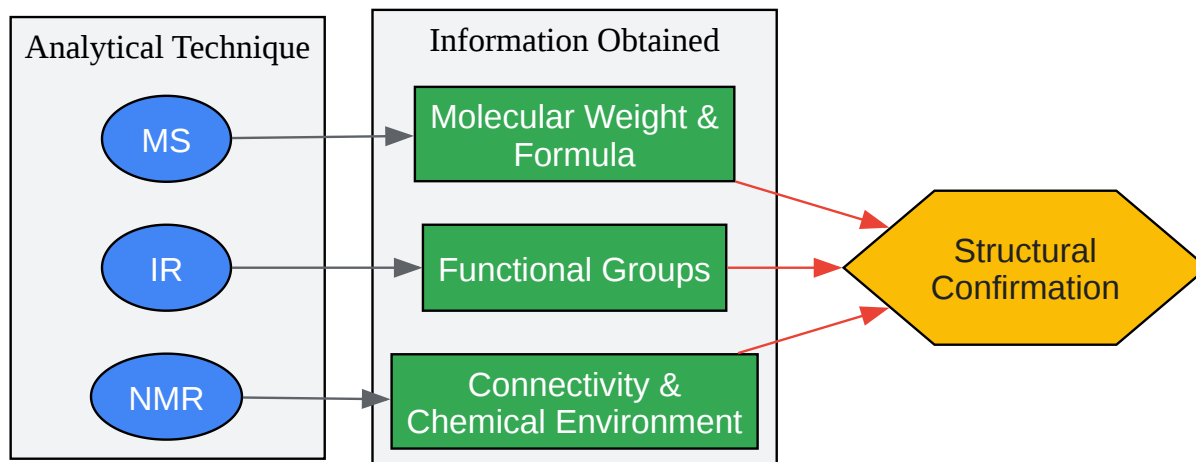 Analytical Technique
Information Obtained
MS
Molecular Weight &
Formula
IR
Functional Groups
Structural
Confirmation
NMR
Connectivity &
Chemical Environment